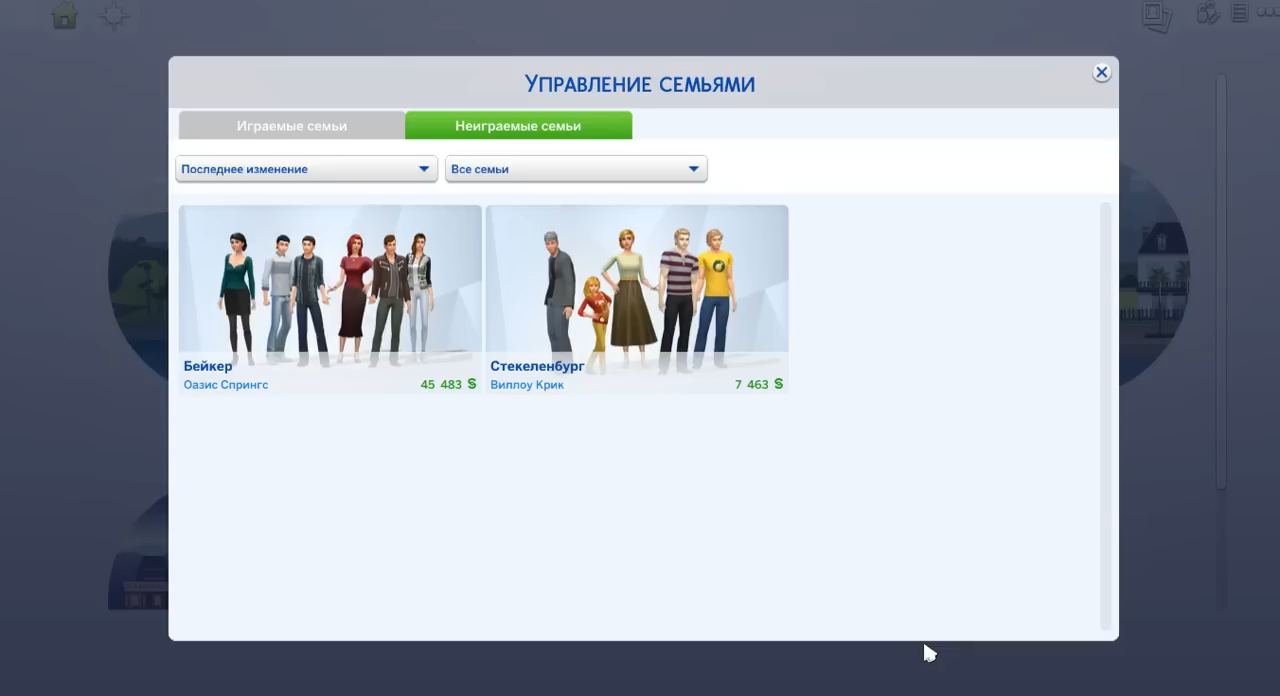 Управление семьями
Играемые семьи
Неиграемые семьи
Последнее изменение
Все семьи
Бейкер
Оазис Спрингс
45 483 $
Стекеленбург
Виллоу Крик
7 463 $